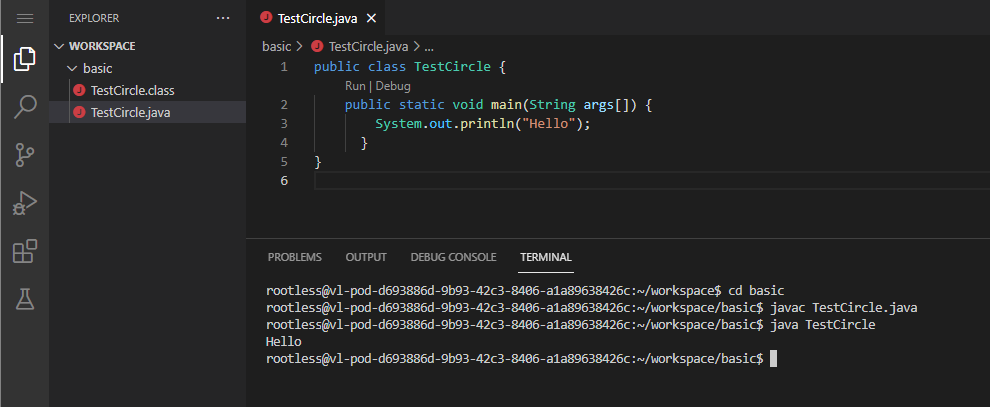 EXPLORER ...
WORKSPACE
basic
TestCircle.class
TestCircle.java
TestCircle.java
basic > TestCircle.java > ...
1 public class TestCircle {
Run | Debug
2 public static void main(String args[]) {
3 System.out.println("Hello");
4 }
5 }
6
PROBLEMS OUTPUT DEBUG CONSOLE TERMINAL
rootless@vl-pod-d693886d-9b93-42c3-8406-a1a89638426c:~/workspace$ cd basic
rootless@vl-pod-d693886d-9b93-42c3-8406-a1a89638426c:~/workspace/basic$ javac TestCircle.java
rootless@vl-pod-d693886d-9b93-42c3-8406-a1a89638426c:~/workspace/basic$ java TestCircle
Hello
rootless@vl-pod-d693886d-9b93-42c3-8406-a1a89638426c:~/workspace/basic$